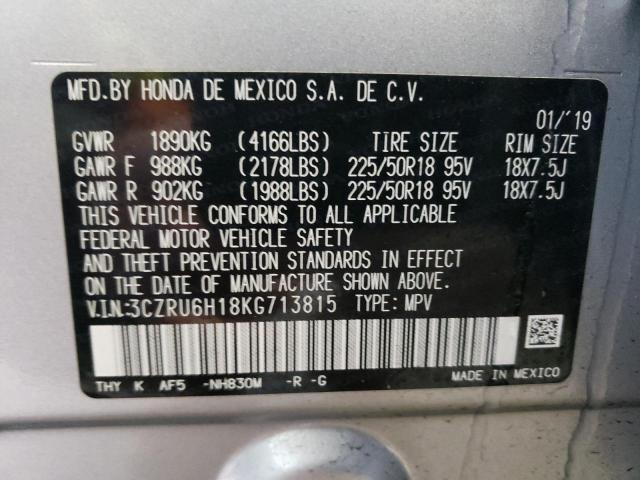 MFD.BY HONDA DE MEXICO S.A. DE C.V.
01/'19
GVWR 1890KG (4166LBS) TIRE SIZE RIM SIZE
GAWR F 988KG (2178LBS) 225/50R18 95V 18X7.5J
GAWR R 902KG (1988LBS) 225/50R18 95V 18X7.5J
THIS VEHICLE CONFORMS TO ALL APPLICABLE
FEDERAL MOTOR VEHICLE SAFETY
AND THEFT PREVENTION STANDARDS IN EFFECT
ON THE DATE OF MANUFACTURE SHOWN ABOVE.
V.I.N.:3CZRU6H18KG713815 TYPE: MPV
THY K AF5 -NH830M -R -G
MADE IN MEXICO